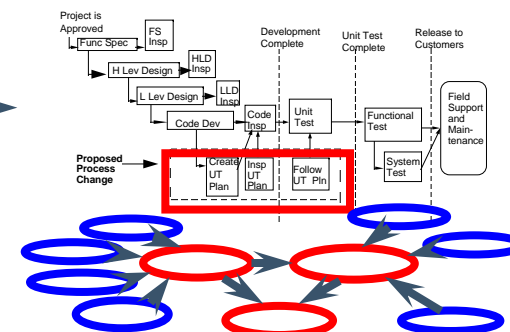 Project is
Approved
Func Spec
FS
Insp
H Lev Design
HLD
Insp
L Lev Design
LLD
Insp
Code Dev
Code
Insp
Development
Complete
Unit Test
Complete
Release to
Customers
Unit
Test
Functional
Test
System
Test
Field
Support
and
Main-
tenance
Proposed
Process
Change
Create
UT
Plan
Insp
UT
Plan
Follow
UT Pln